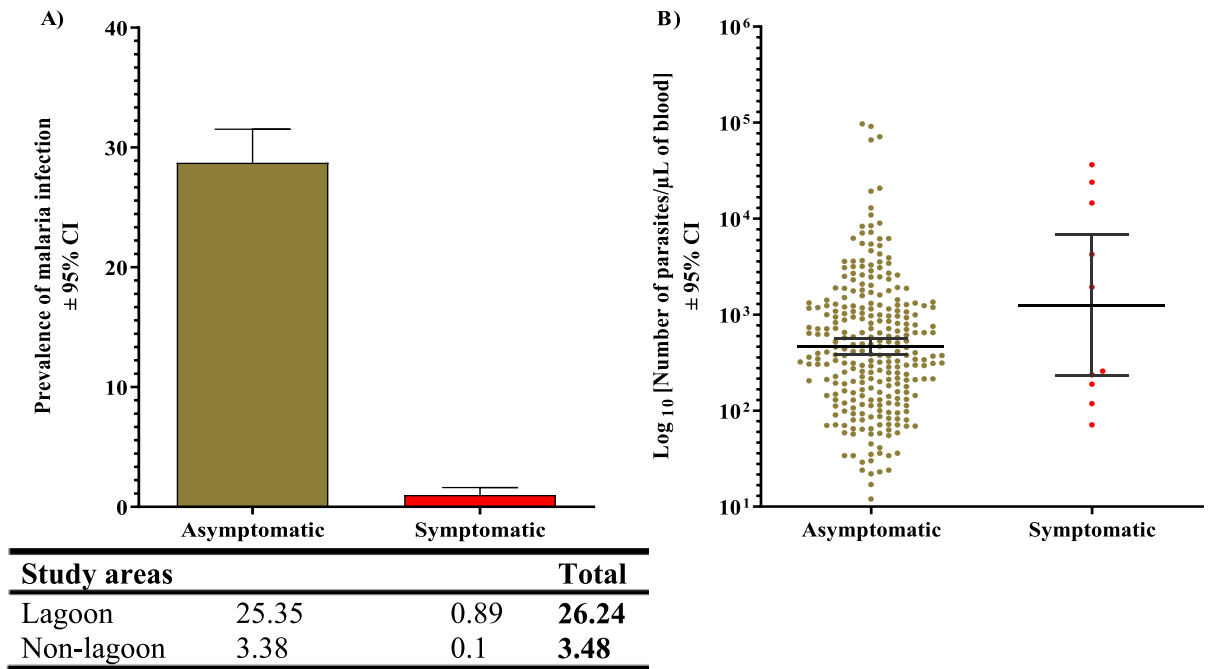 A)
Prevalence of malaria infection
± 95% CI
40
30
20
10
0
Asymptomatic Symptomatic
Study areas Total
Lagoon 25.35 0.89 26.24
Non-lagoon 3.38 0.1 3.48
B)
Log 10 [Number of parasites/µL of blood]
± 95% CI
10⁶
10⁵
10⁴
10³
10²
10¹
Asymptomatic Symptomatic